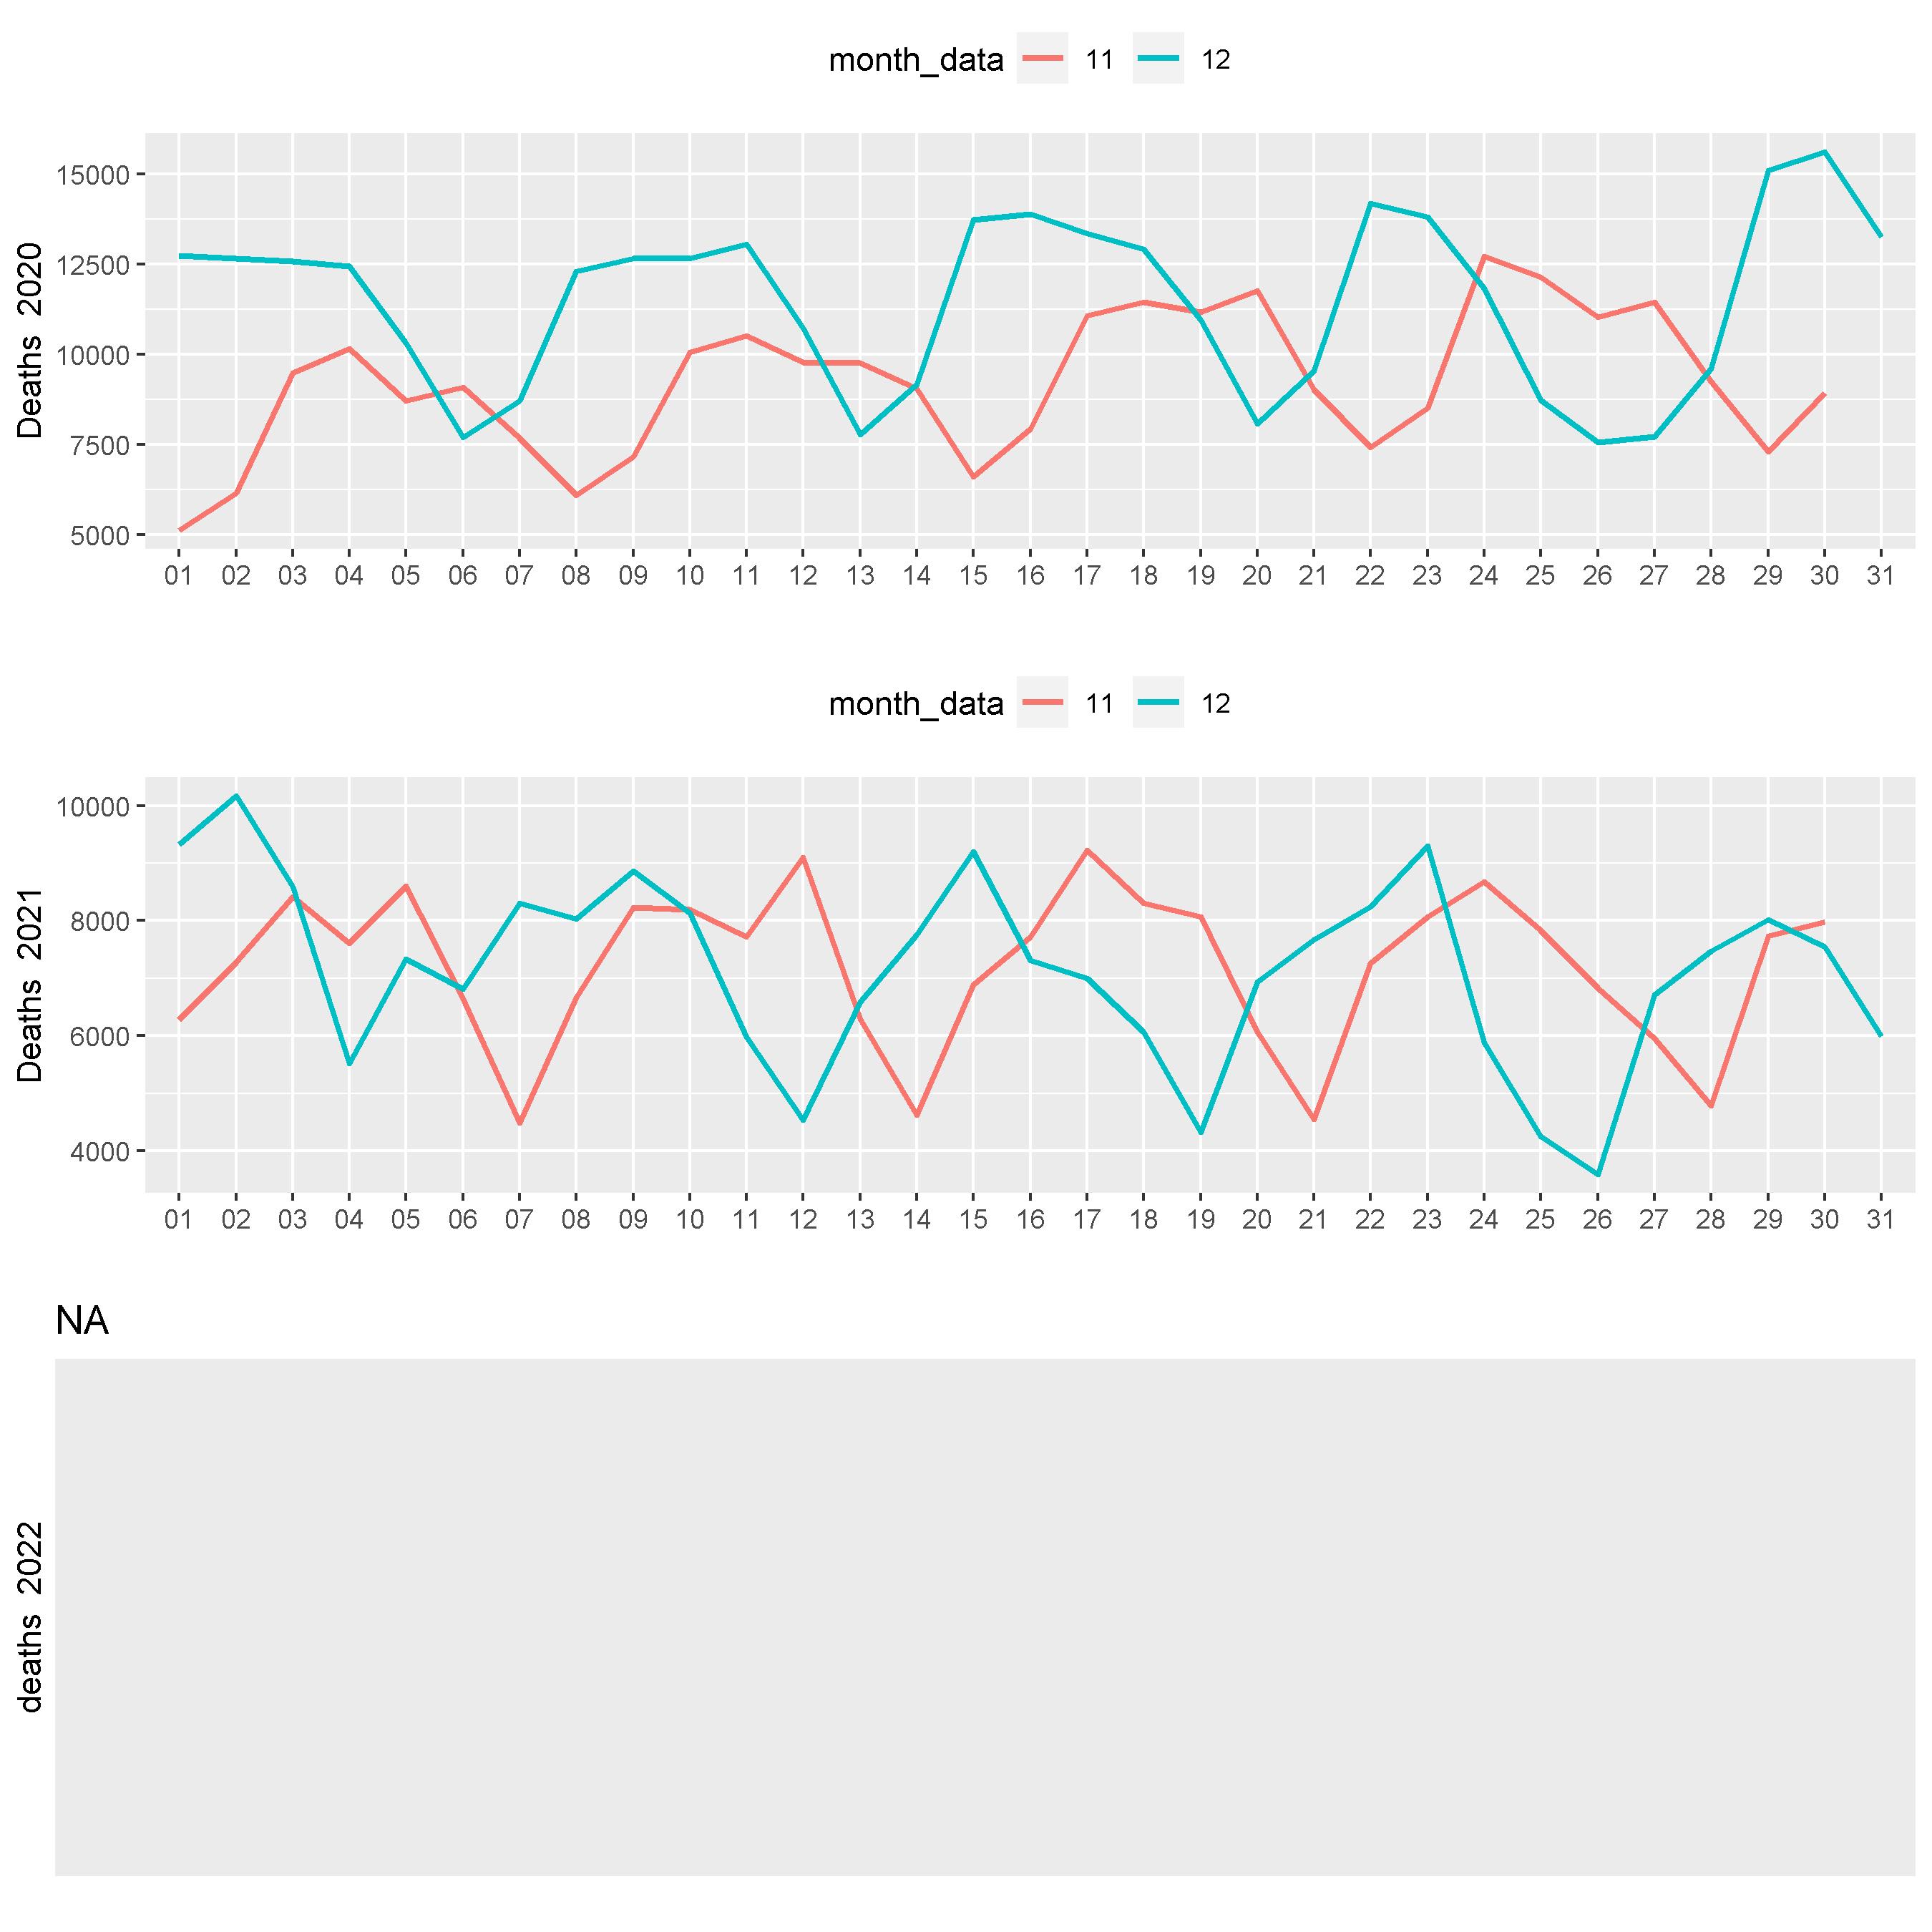 month_data 11 12
Deaths 2020
15000
12500
10000
7500
5000
01 02 03 04 05 06 07 08 09 10 11 12 13 14 15 16 17 18 19 20 21 22 23 24 25 26 27 28 29 30 31
month_data 11 12
Deaths 2021
10000
8000
6000
4000
01 02 03 04 05 06 07 08 09 10 11 12 13 14 15 16 17 18 19 20 21 22 23 24 25 26 27 28 29 30 31
NA
deaths 2022